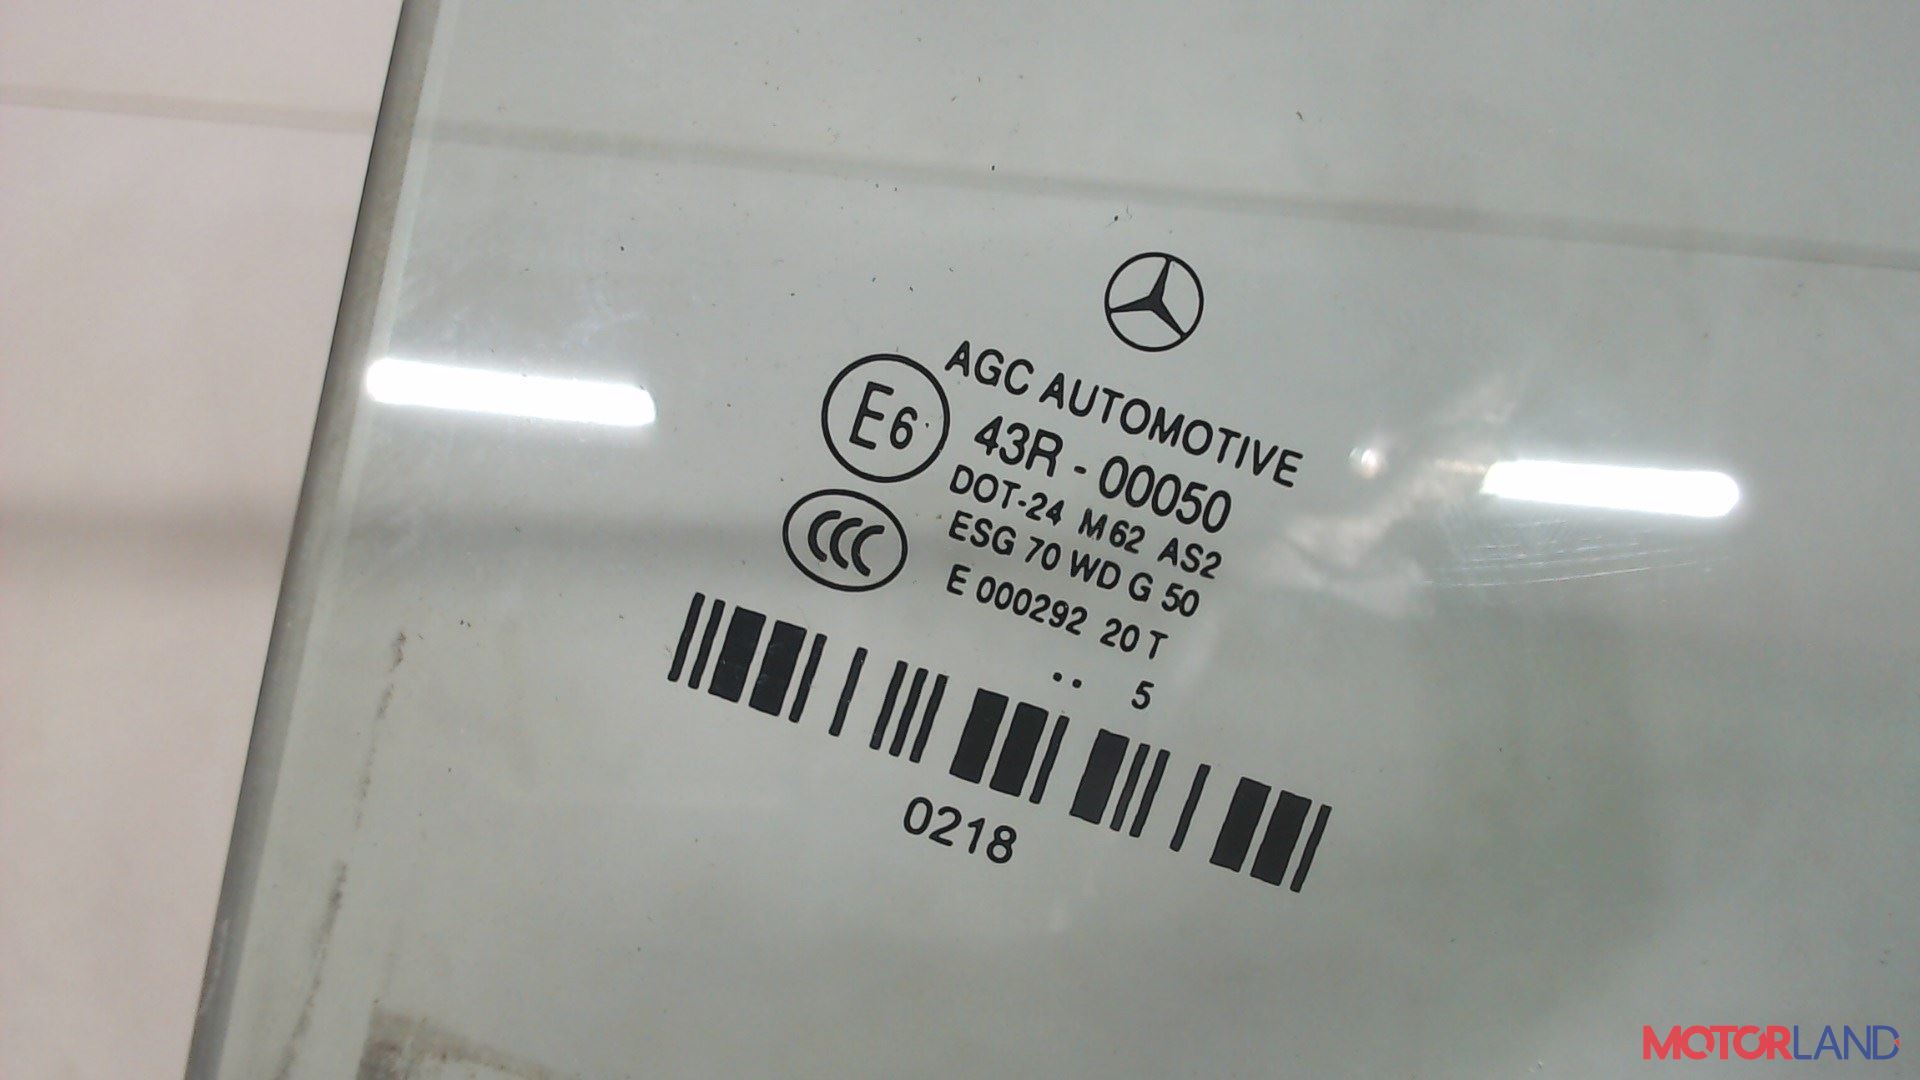 AGC AUTOMOTIVE
E6
43R - 00050
DOT-24 M62 AS2
CCC
ESG 70 WD G 50
E 000292 20 T
.. 5
0218
MOTORLAND